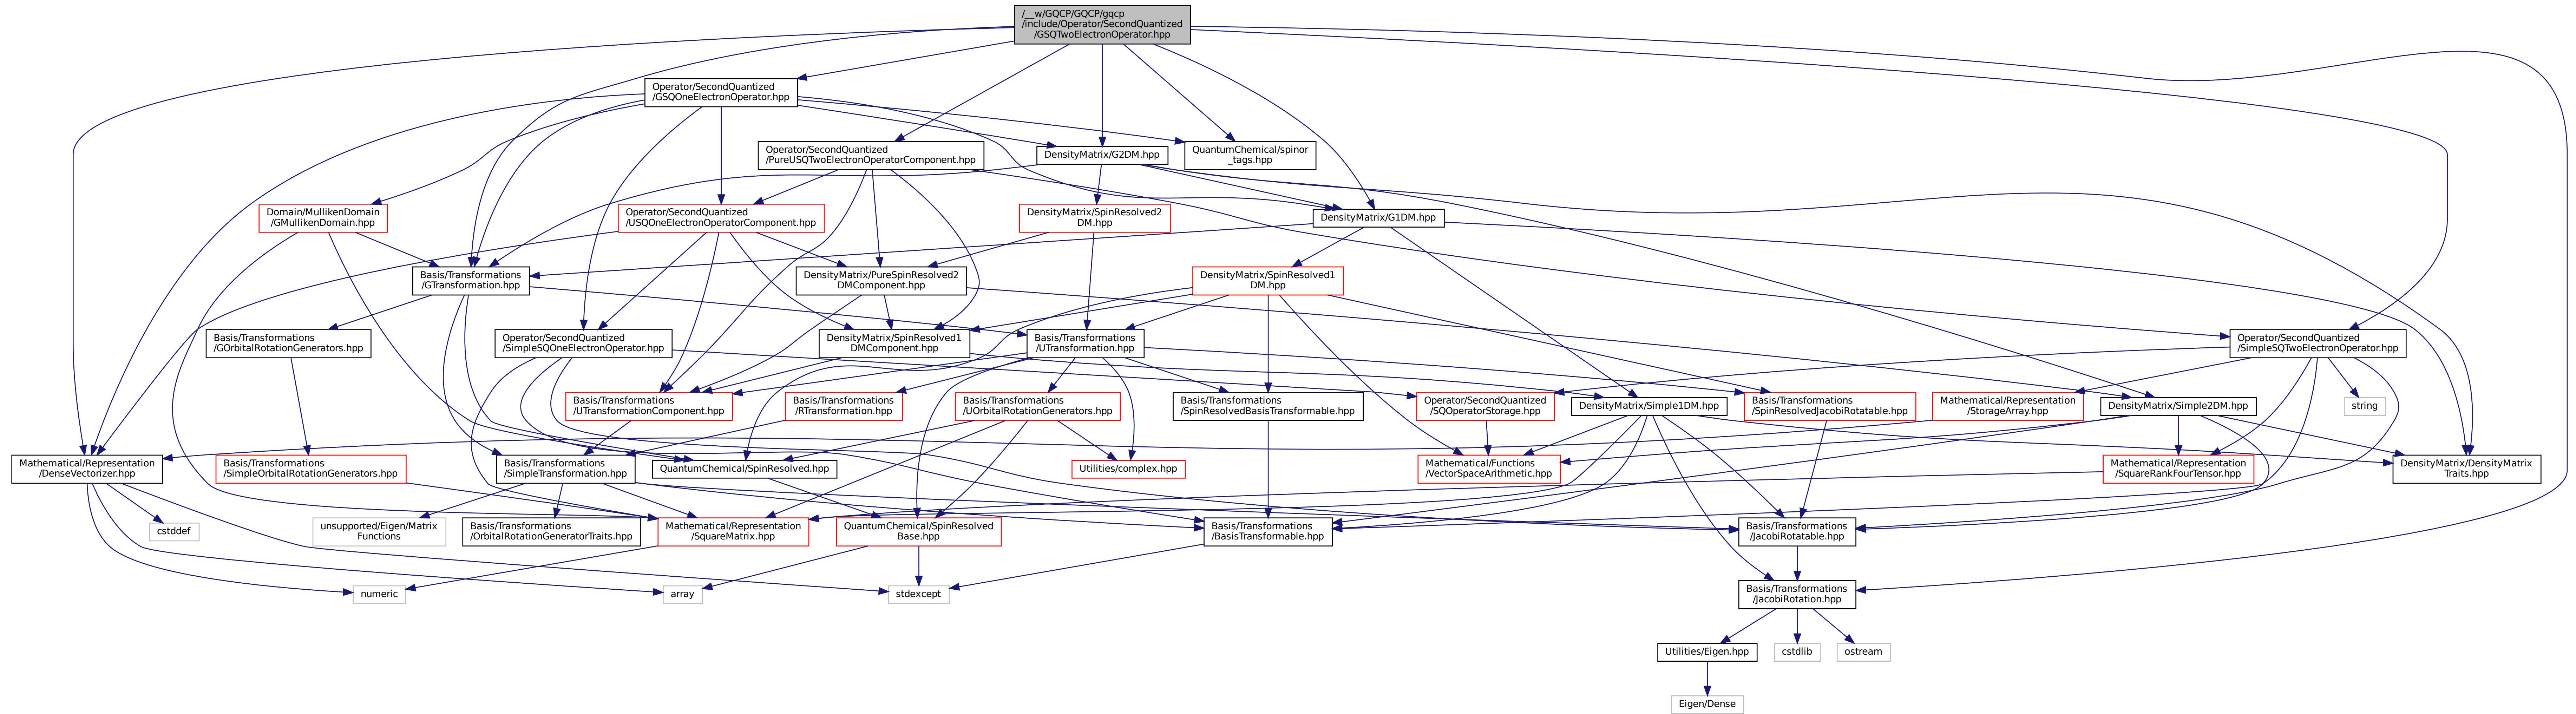 /__w/GQCP/GQCP/gqcp
/include/Operator/SecondQuantized
/GSQTwoElectronOperator.hpp
Operator/SecondQuantized
/GSQOneElectronOperator.hpp
Operator/SecondQuantized
/PureUSQTwoElectronOperatorComponent.hpp
DensityMatrix/G2DM.hpp
QuantumChemical/spinor
_tags.hpp
Domain/MullikenDomain
/GMullikenDomain.hpp
Operator/SecondQuantized
/USQOneElectronOperatorComponent.hpp
DensityMatrix/SpinResolved2
DM.hpp
DensityMatrix/G1DM.hpp
Basis/Transformations
/GTransformation.hpp
DensityMatrix/PureSpinResolved2
DMComponent.hpp
DensityMatrix/SpinResolved1
DM.hpp
Basis/Transformations
/GOrbitalRotationGenerators.hpp
Operator/SecondQuantized
/SimpleSQOneElectronOperator.hpp
DensityMatrix/SpinResolved1
DMComponent.hpp
Basis/Transformations
/UTransformation.hpp
Operator/SecondQuantized
/SimpleSQTwoElectronOperator.hpp
Basis/Transformations
/UTransformationComponent.hpp
Basis/Transformations
/RTransformation.hpp
Basis/Transformations
/UOrbitalRotationGenerators.hpp
Basis/Transformations
/SpinResolvedBasisTransformable.hpp
Operator/SecondQuantized
/SQOperatorStorage.hpp
DensityMatrix/Simple1DM.hpp
Basis/Transformations
/SpinResolvedJacobiRotatable.hpp
Mathematical/Representation
/StorageArray.hpp
DensityMatrix/Simple2DM.hpp
string
Mathematical/Representation
/DenseVectorizer.hpp
Basis/Transformations
/SimpleOrbitalRotationGenerators.hpp
Basis/Transformations
/SimpleTransformation.hpp
QuantumChemical/SpinResolved.hpp
Utilities/complex.hpp
Mathematical/Functions
/VectorSpaceArithmetic.hpp
Mathematical/Representation
/SquareRankFourTensor.hpp
DensityMatrix/DensityMatrix
Traits.hpp
cstddef
unsupported/Eigen/Matrix
Functions
Basis/Transformations
/OrbitalRotationGeneratorTraits.hpp
Mathematical/Representation
/SquareMatrix.hpp
QuantumChemical/SpinResolved
Base.hpp
Basis/Transformations
/BasisTransformable.hpp
Basis/Transformations
/JacobiRotatable.hpp
numeric
array
stdexcept
Basis/Transformations
/JacobiRotation.hpp
Utilities/Eigen.hpp
cstdlib
ostream
Eigen/Dense